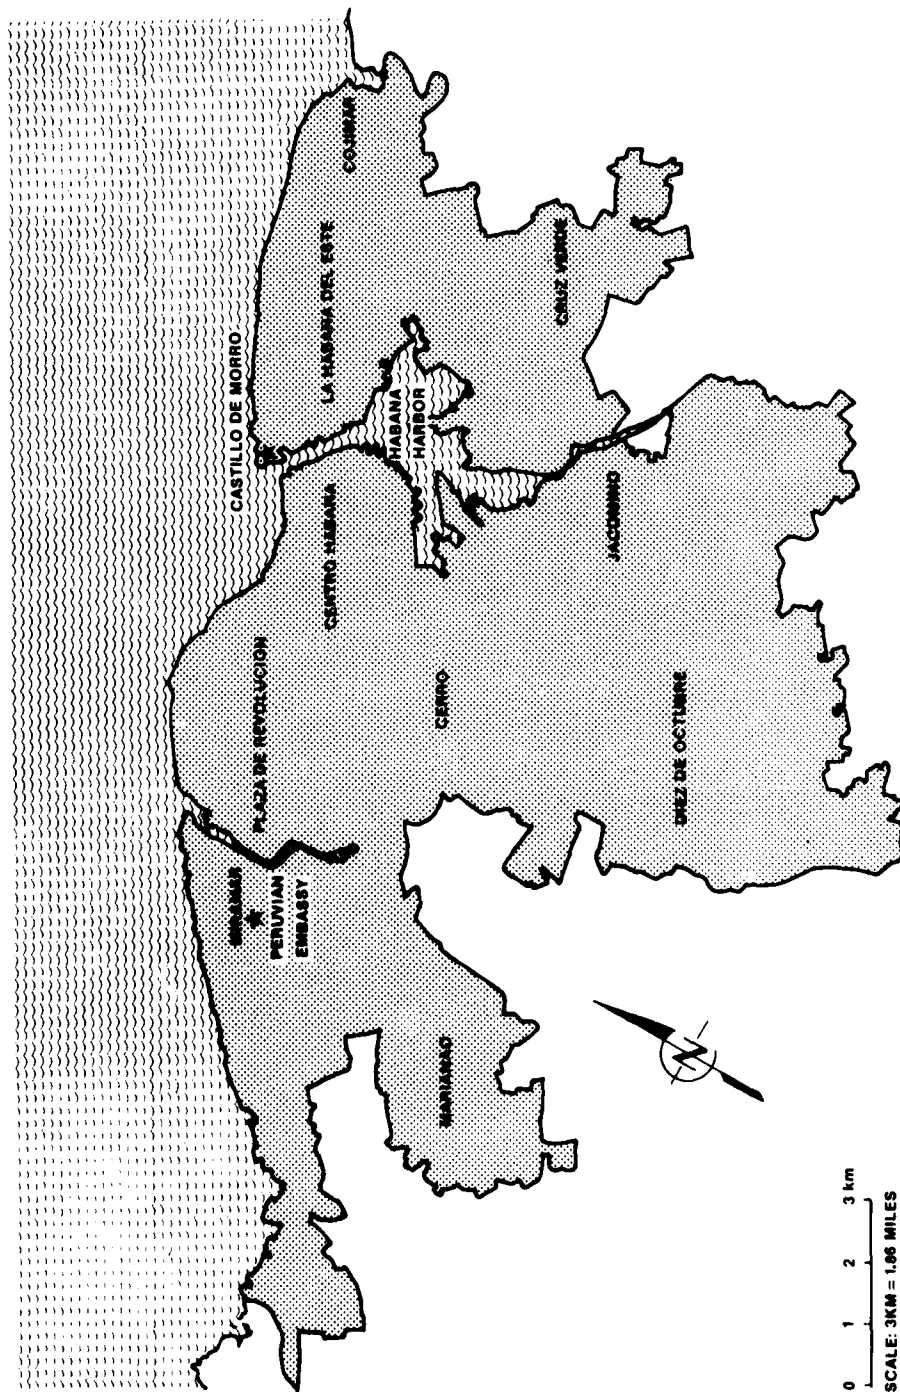 CASTILLO DE MORRO
COJIMAR
LA HABANA DEL ESTE
CRUZ VERDE
HABANA
HARBOR
CENTRO HABANA
JACOMINO
PLAZA DE REVOLUCION
CERRO
DIEZ DE OCTUBRE
MIRAMAR
PERUVIAN
EMBASSY
MARIAMAO
N
0 1 2 3 km
SCALE: 3KM = 1.86 MILES